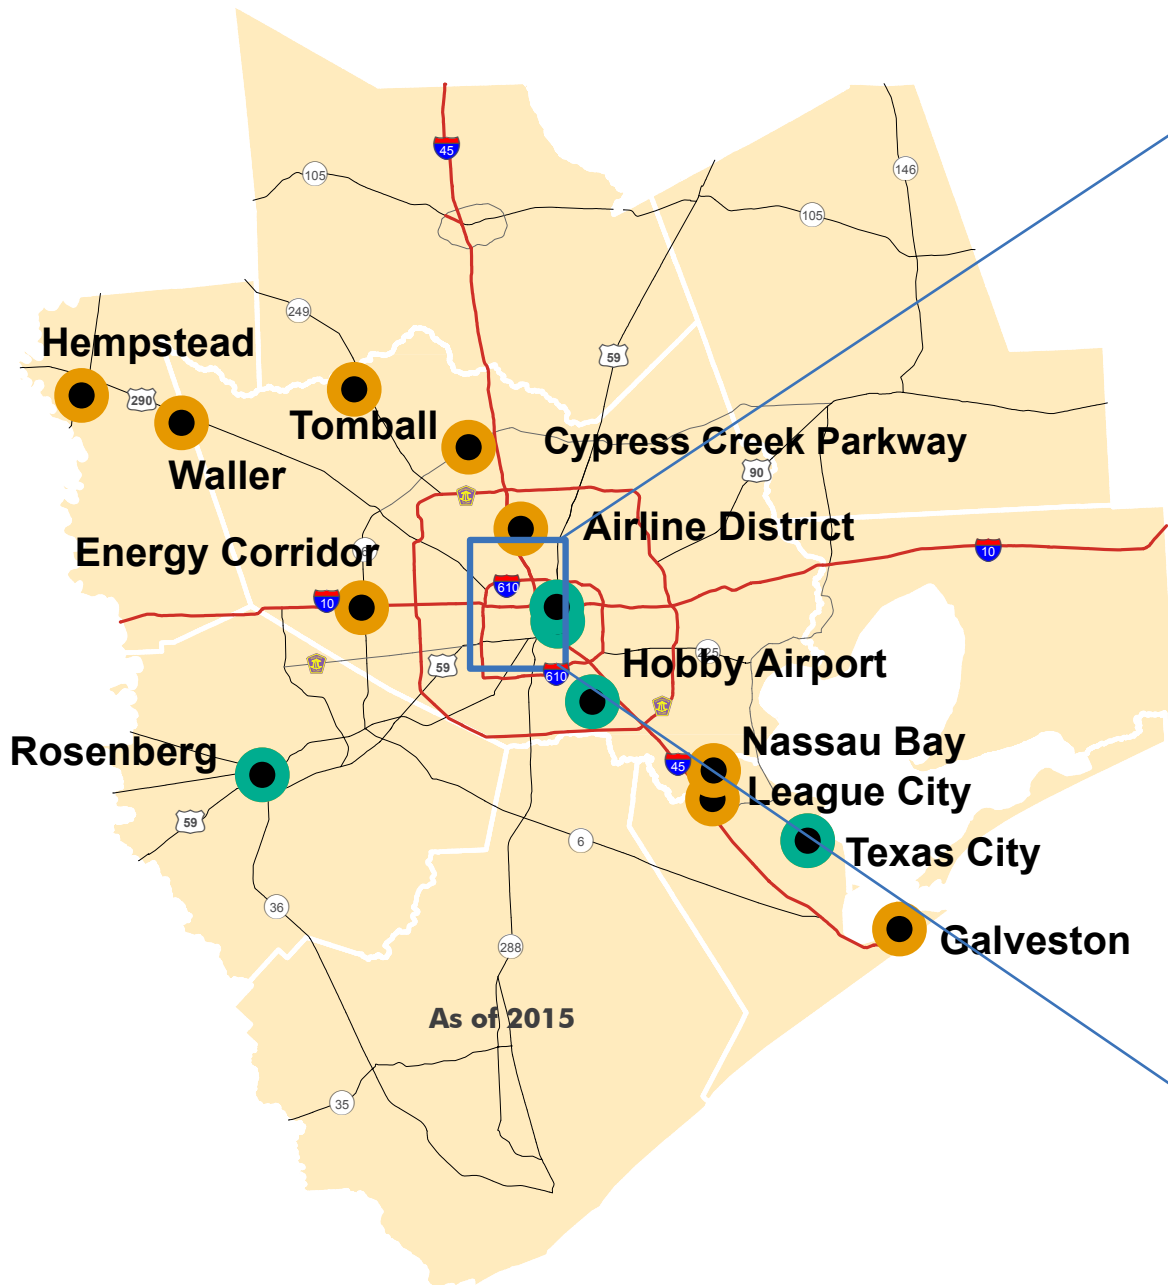 45
146
105
105
249
Hempstead
59
290
Tomball
Cypress Creek Parkway
Waller
90
Airline District
Energy Corridor
10
610
10
225
59
Hobby Airport
610
Rosenberg
Nassau Bay
45
League City
59
6
Texas City
36
Galveston
288
As of 2015
35